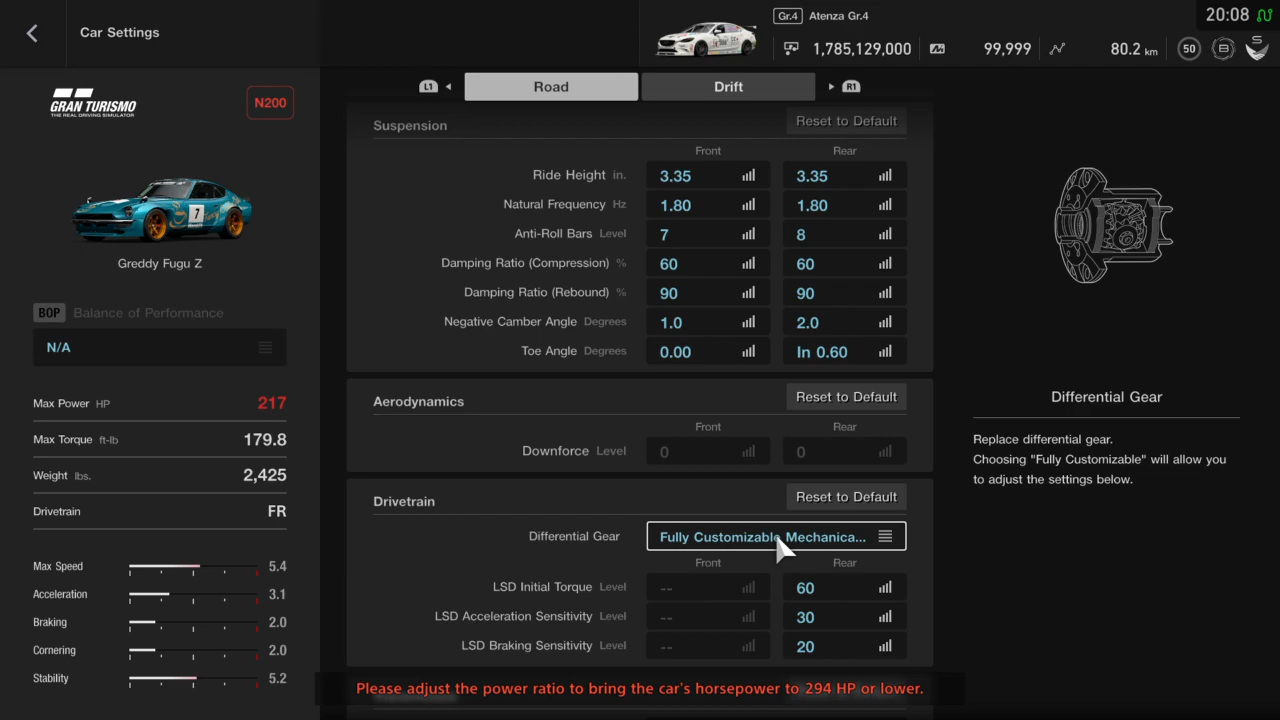 20:08
Car Settings
Gr.4 Atenza Gr.4
1,785,129,000 99,999 80.2 km 50 B S
L1 Road Drift R1
GRAN TURISMO
THE REAL DRIVING SIMULATOR
N200
7
Greddy Fugu Z
BOP Balance of Performance
N/A
Max Power HP 217
Max Torque ft-lb 179.8
Weight lbs. 2,425
Drivetrain FR
Max Speed 5.4
Acceleration 3.1
Braking 2.0
Cornering 2.0
Stability 5.2
Suspension Reset to Default
Front Rear
Ride Height in. 3.35 3.35
Natural Frequency Hz 1.80 1.80
Anti-Roll Bars Level 7 8
Damping Ratio (Compression) % 60 60
Damping Ratio (Rebound) % 90 90
Negative Camber Angle Degrees 1.0 2.0
Toe Angle Degrees 0.00 In 0.60
Aerodynamics Reset to Default
Front Rear
Downforce Level 0 0
Drivetrain Reset to Default
Differential Gear Fully Customizable Mechanica...
Front Rear
LSD Initial Torque Level -- 60
LSD Acceleration Sensitivity Level -- 30
LSD Braking Sensitivity Level -- 20
Please adjust the power ratio to bring the car's horsepower to 294 HP or lower.
Differential Gear
Replace differential gear.
Choosing "Fully Customizable" will allow you
to adjust the settings below.